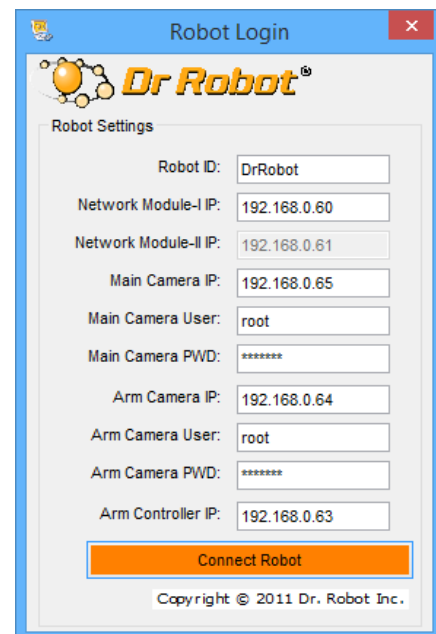 Robot Login
Dr Robot®
Robot Settings
Robot ID: DrRobot
Network Module-I IP: 192.168.0.60
Network Module-II IP: 192.168.0.61
Main Camera IP: 192.168.0.65
Main Camera User: root
Main Camera PWD: *******
Arm Camera IP: 192.168.0.64
Arm Camera User: root
Arm Camera PWD: *******
Arm Controller IP: 192.168.0.63
Connect Robot
Copyright © 2011 Dr. Robot Inc.